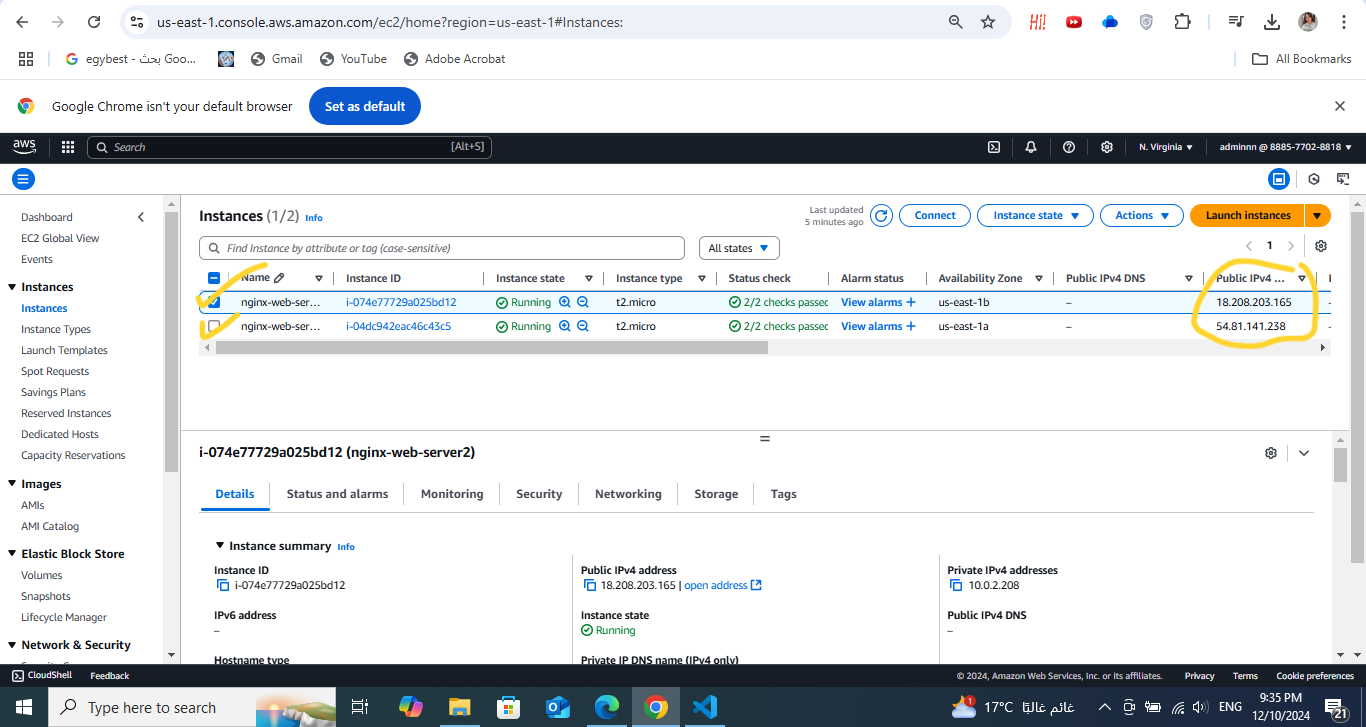 us-east-1.console.aws.amazon.com/ec2/home?region=us-east-1#Instances:
Hi!
egybest - بحث Goo...
Gmail
YouTube
Adobe Acrobat
All Bookmarks
Google Chrome isn't your default browser
Set as default
aws
Search
[Alt+S]
N. Virginia
adminnn @ 8885-7702-8818
Dashboard
EC2 Global View
Events
Instances
Instances
Instance Types
Launch Templates
Spot Requests
Savings Plans
Reserved Instances
Dedicated Hosts
Capacity Reservations
Images
AMIs
AMI Catalog
Elastic Block Store
Volumes
Snapshots
Lifecycle Manager
Network & Security
Instances (1/2) Info
Last updated
5 minutes ago
Connect
Instance state
Actions
Launch instances
Find Instance by attribute or tag (case-sensitive)
All states
1
Name Instance ID Instance state Instance type Status check Alarm status Availability Zone Public IPv4 DNS Public IPv4 ...
nginx-web-ser... i-074e77729a025bd12 Running t2.micro 2/2 checks passed View alarms + us-east-1b – 18.208.203.165 –
nginx-web-ser... i-04dc942eac46c43c5 Running t2.micro 2/2 checks passed View alarms + us-east-1a – 54.81.141.238 –
i-074e77729a025bd12 (nginx-web-server2)
Details
Status and alarms
Monitoring
Security
Networking
Storage
Tags
Instance summary Info
Instance ID
i-074e77729a025bd12
Public IPv4 address
18.208.203.165 | open address
Private IPv4 addresses
10.0.2.208
IPv6 address
–
Instance state
Running
Public IPv4 DNS
–
Hostname type
Private IP DNS name (IPv4 only)
CloudShell
Feedback
© 2024, Amazon Web Services, Inc. or its affiliates.
Privacy
Terms
Cookie preferences
Type here to search
1
17°C غائم غالبًا
ENG
9:35 PM
12/10/2024
21